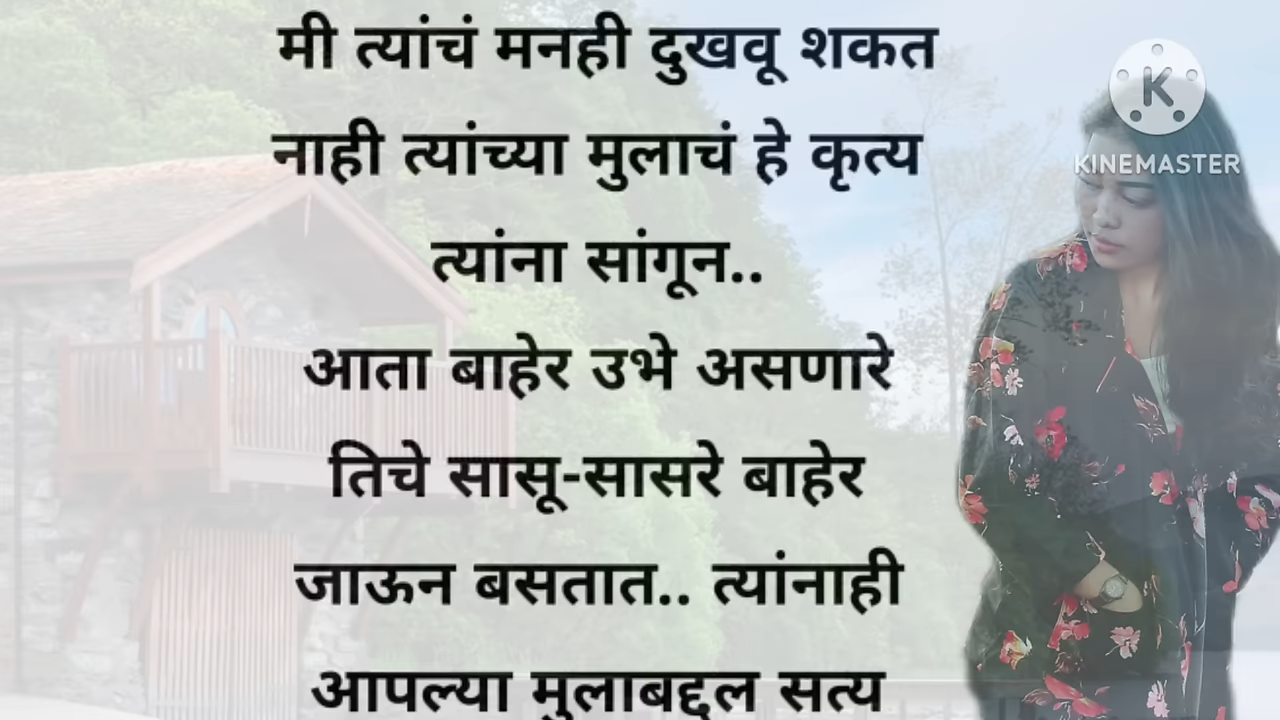 मी त्यांचं मनही दुखवू शकत
नाही त्यांच्या मुलाचं हे कृत्य
त्यांना सांगून..
आता बाहेर उभे असणारे
तिचे सासू-सासरे बाहेर
जाऊन बसतात.. त्यांनाही
आपल्या मुलाबद्दल सत्य
K
KINEMASTER